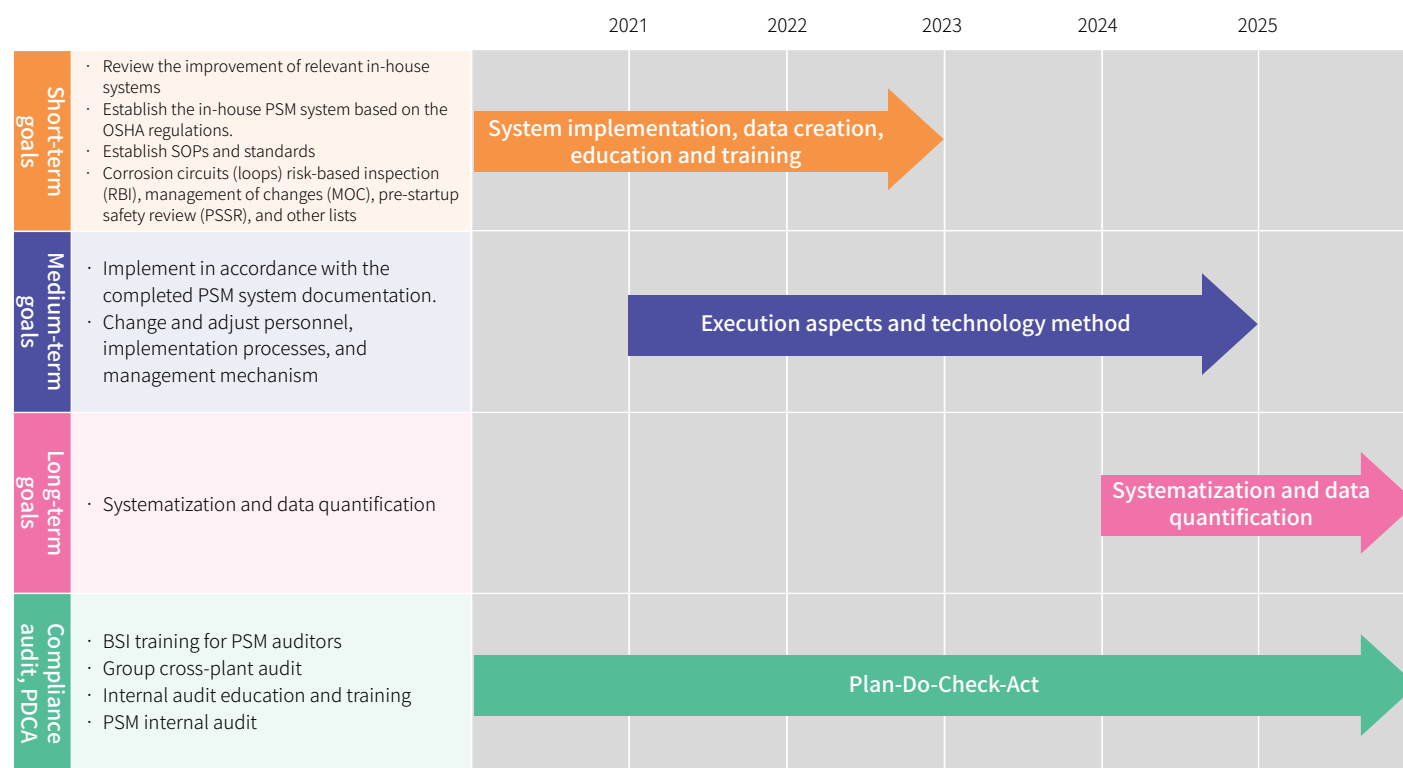 2021 2022 2023 2024 2025
Short-term
goals
· Review the improvement of relevant in-house
systems
· Establish the in-house PSM system based on the
OSHA regulations.
· Establish SOPs and standards
· Corrosion circuits (loops) risk-based inspection
(RBI), management of changes (MOC), pre-startup
safety review (PSSR), and other lists
System implementation, data creation,
education and training
Medium-term
goals
· Implement in accordance with the
completed PSM system documentation.
· Change and adjust personnel,
implementation processes, and
management mechanism
Execution aspects and technology method
Long-term
goals
· Systematization and data quantification
Systematization and data
quantification
Compliance
audit, PDCA
· BSI training for PSM auditors
· Group cross-plant audit
· Internal audit education and training
· PSM internal audit
Plan-Do-Check-Act